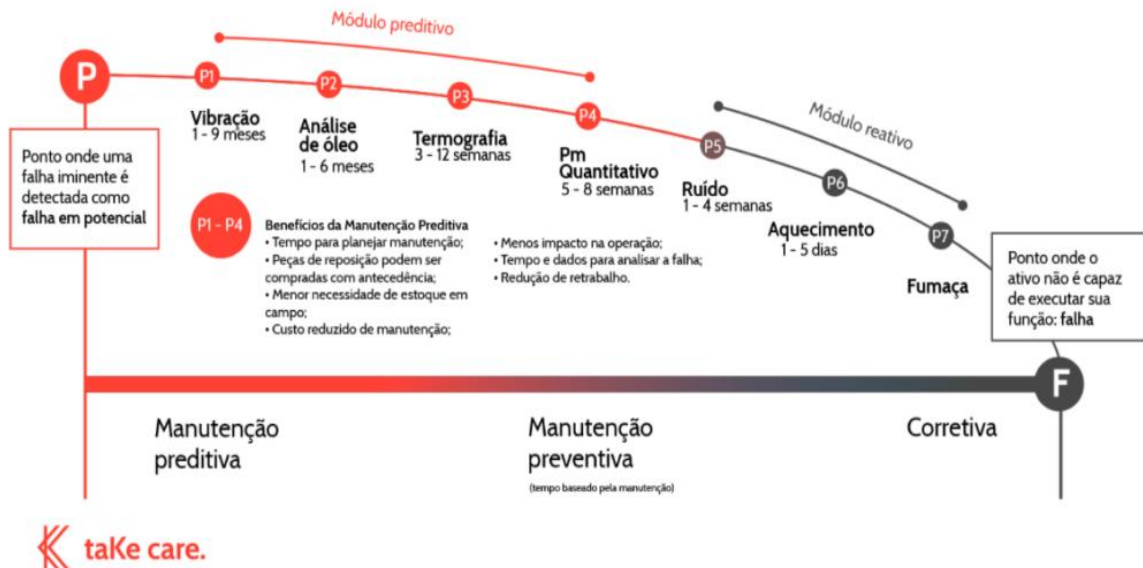 Módulo preditivo
P
P1
P2
P3
P4
Módulo reativo
P5
P6
P7
Vibração
1 - 9 meses
Análise
de óleo
1 - 6 meses
Termografia
3 - 12 semanas
Pm
Quantitativo
5 - 8 semanas
Ruído
1 - 4 semanas
Aquecimento
1 - 5 dias
Fumaça
Ponto onde uma
falha iminente é
detectada como
falha em potencial
P1 - P4
Benefícios da Manutenção Preditiva
• Tempo para planejar manutenção;
• Peças de reposição podem ser
compradas com antecedência;
• Menor necessidade de estoque em
campo;
• Custo reduzido de manutenção;
• Menos impacto na operação;
• Tempo e dados para analisar a falha;
• Redução de retrabalho.
Ponto onde o
ativo não é capaz
de executar sua
função: falha
F
Manutenção
preditiva
Manutenção
preventiva
(tempo baseado pela manutenção)
Corretiva
taKe care.